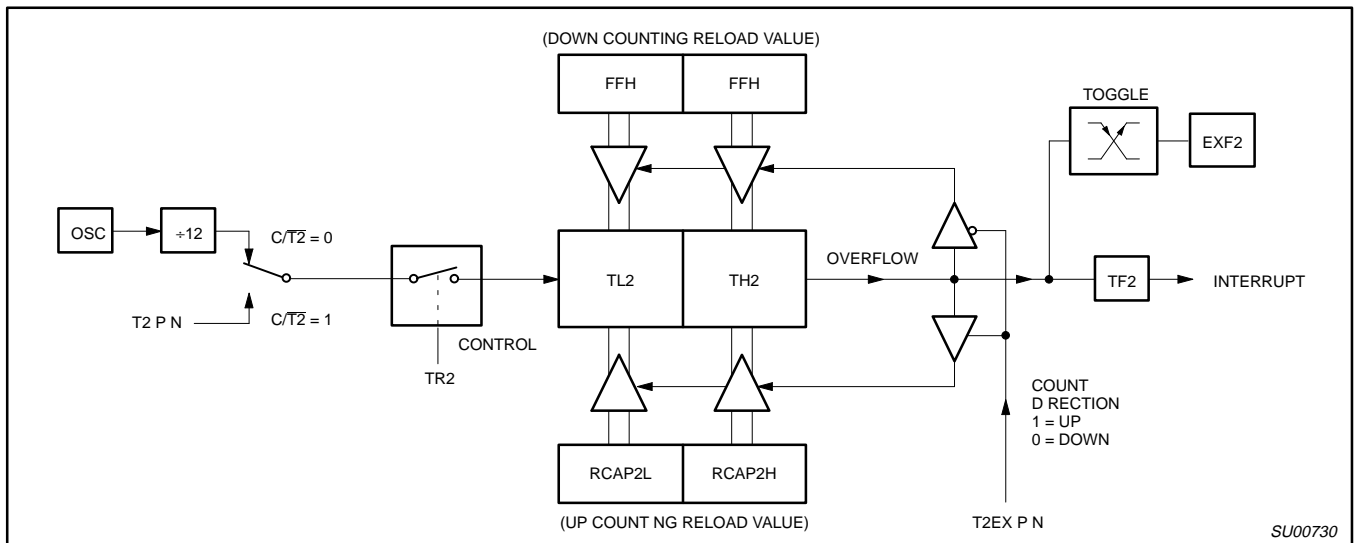 (DOWN COUNTING RELOAD VALUE)
FFH
FFH
TOGGLE
EXF2
OSC
÷12
C/T2̅ = 0
TL2
TH2
OVERFLOW
TF2
INTERRUPT
T2 P N
C/T2̅ = 1
CONTROL
TR2
COUNT
D RECTION
1 = UP
0 = DOWN
RCAP2L
RCAP2H
(UP COUNT NG RELOAD VALUE)
T2EX P N
SU00730